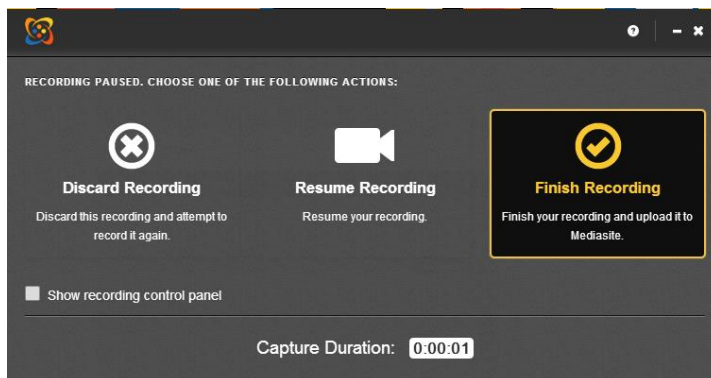 RECORDING PAUSED. CHOOSE ONE OF THE FOLLOWING ACTIONS:
Discard Recording
Discard this recording and attempt to
record it again.
Resume Recording
Resume your recording.
Finish Recording
Finish your recording and upload it to
Mediasite.
Show recording control panel
Capture Duration: 0:00:01